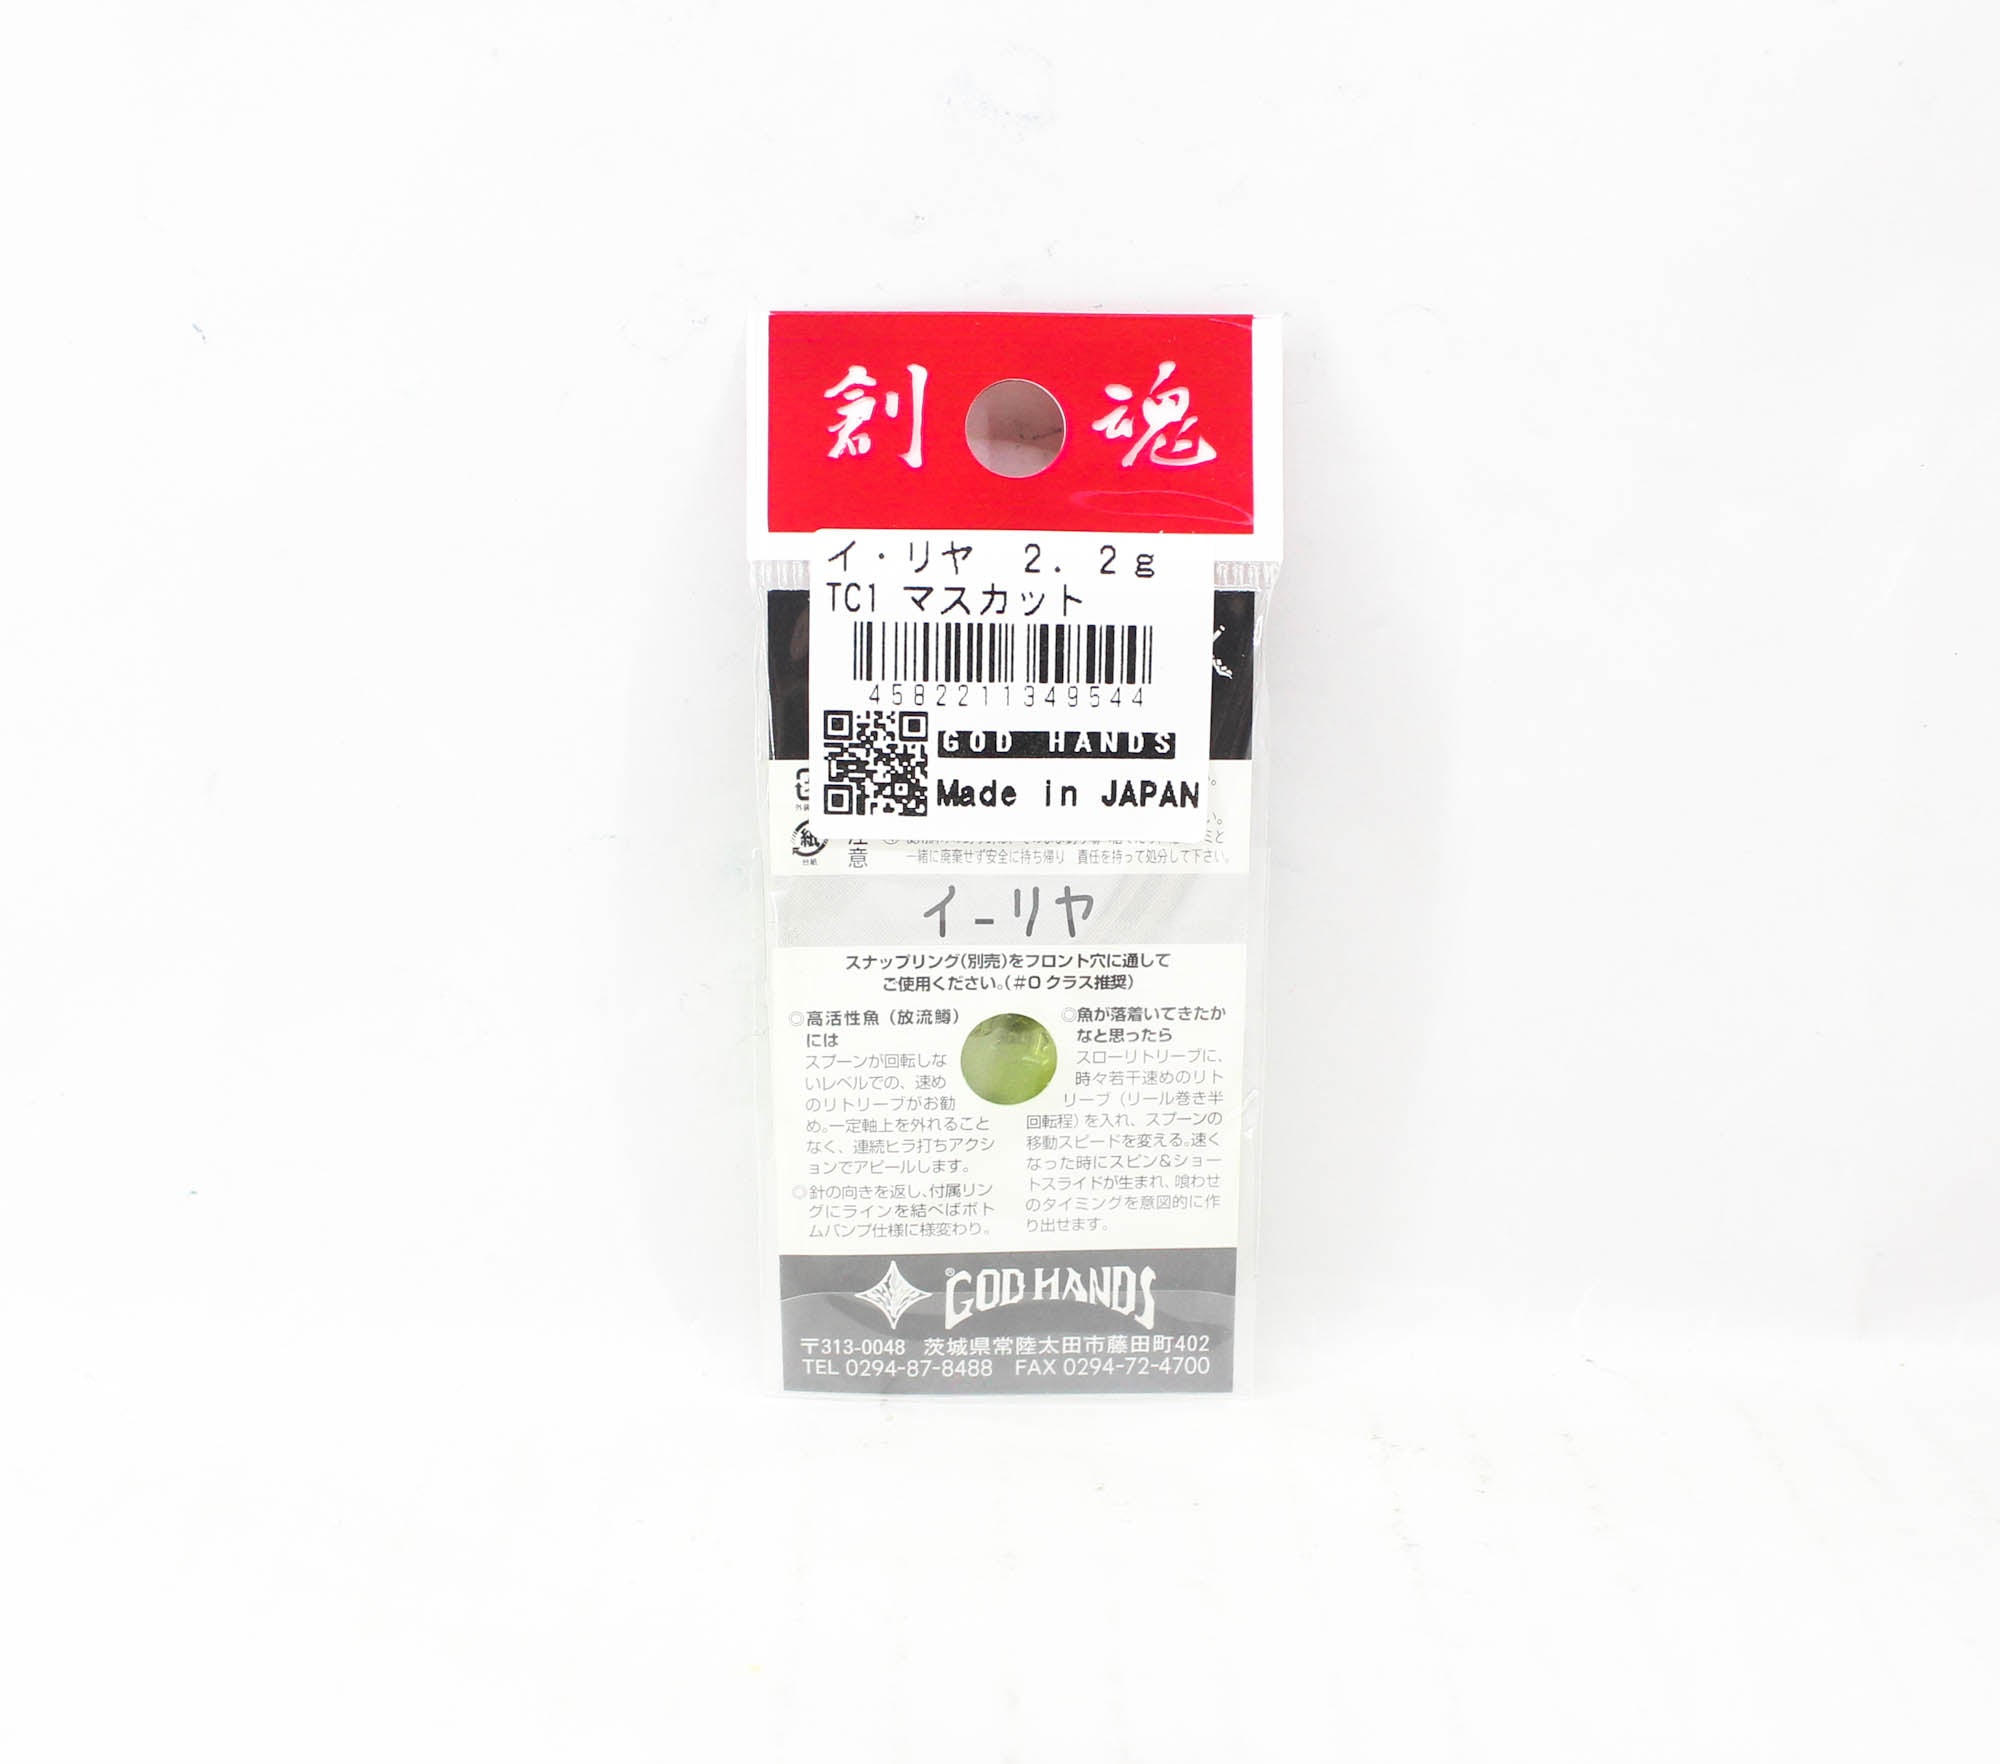 創 魂
イ・リヤ 2.2g
TC1 マスカット
4582211349544
GOD HANDS
Made in JAPAN
紙
台紙
注意
一緒に廃棄せず安全に持ち帰り 責任を持って処分して下さい。
イ-リヤ
スナップリング(別売)をフロント穴に通して
ご使用ください。(#0クラス推奨)
◎高活性魚(放流鱒)
には
スプーンが回転しな
いレベルでの、速め
のリトリーブがお勧
め。一定軸上を外れること
なく、連続ヒラ打ちアクシ
ョンでアピールします。
◎針の向きを返し、付属リン
グにラインを結べばボト
ムバンプ仕様に様変わり。
◎魚が落着いてきたか
なと思ったら
スローリトリーブに、
時々若干速めのリト
リーブ(リール巻き半
回転程)を入れ、スプーンの
移動スピードを変える。速く
なった時にスピン&ショー
トスライドが生まれ、喰わせ
のタイミングを意図的に作
り出せます。
®GOD HANDS
〒313-0048 茨城県常陸太田市藤田町402
TEL 0294-87-8488 FAX 0294-72-4700